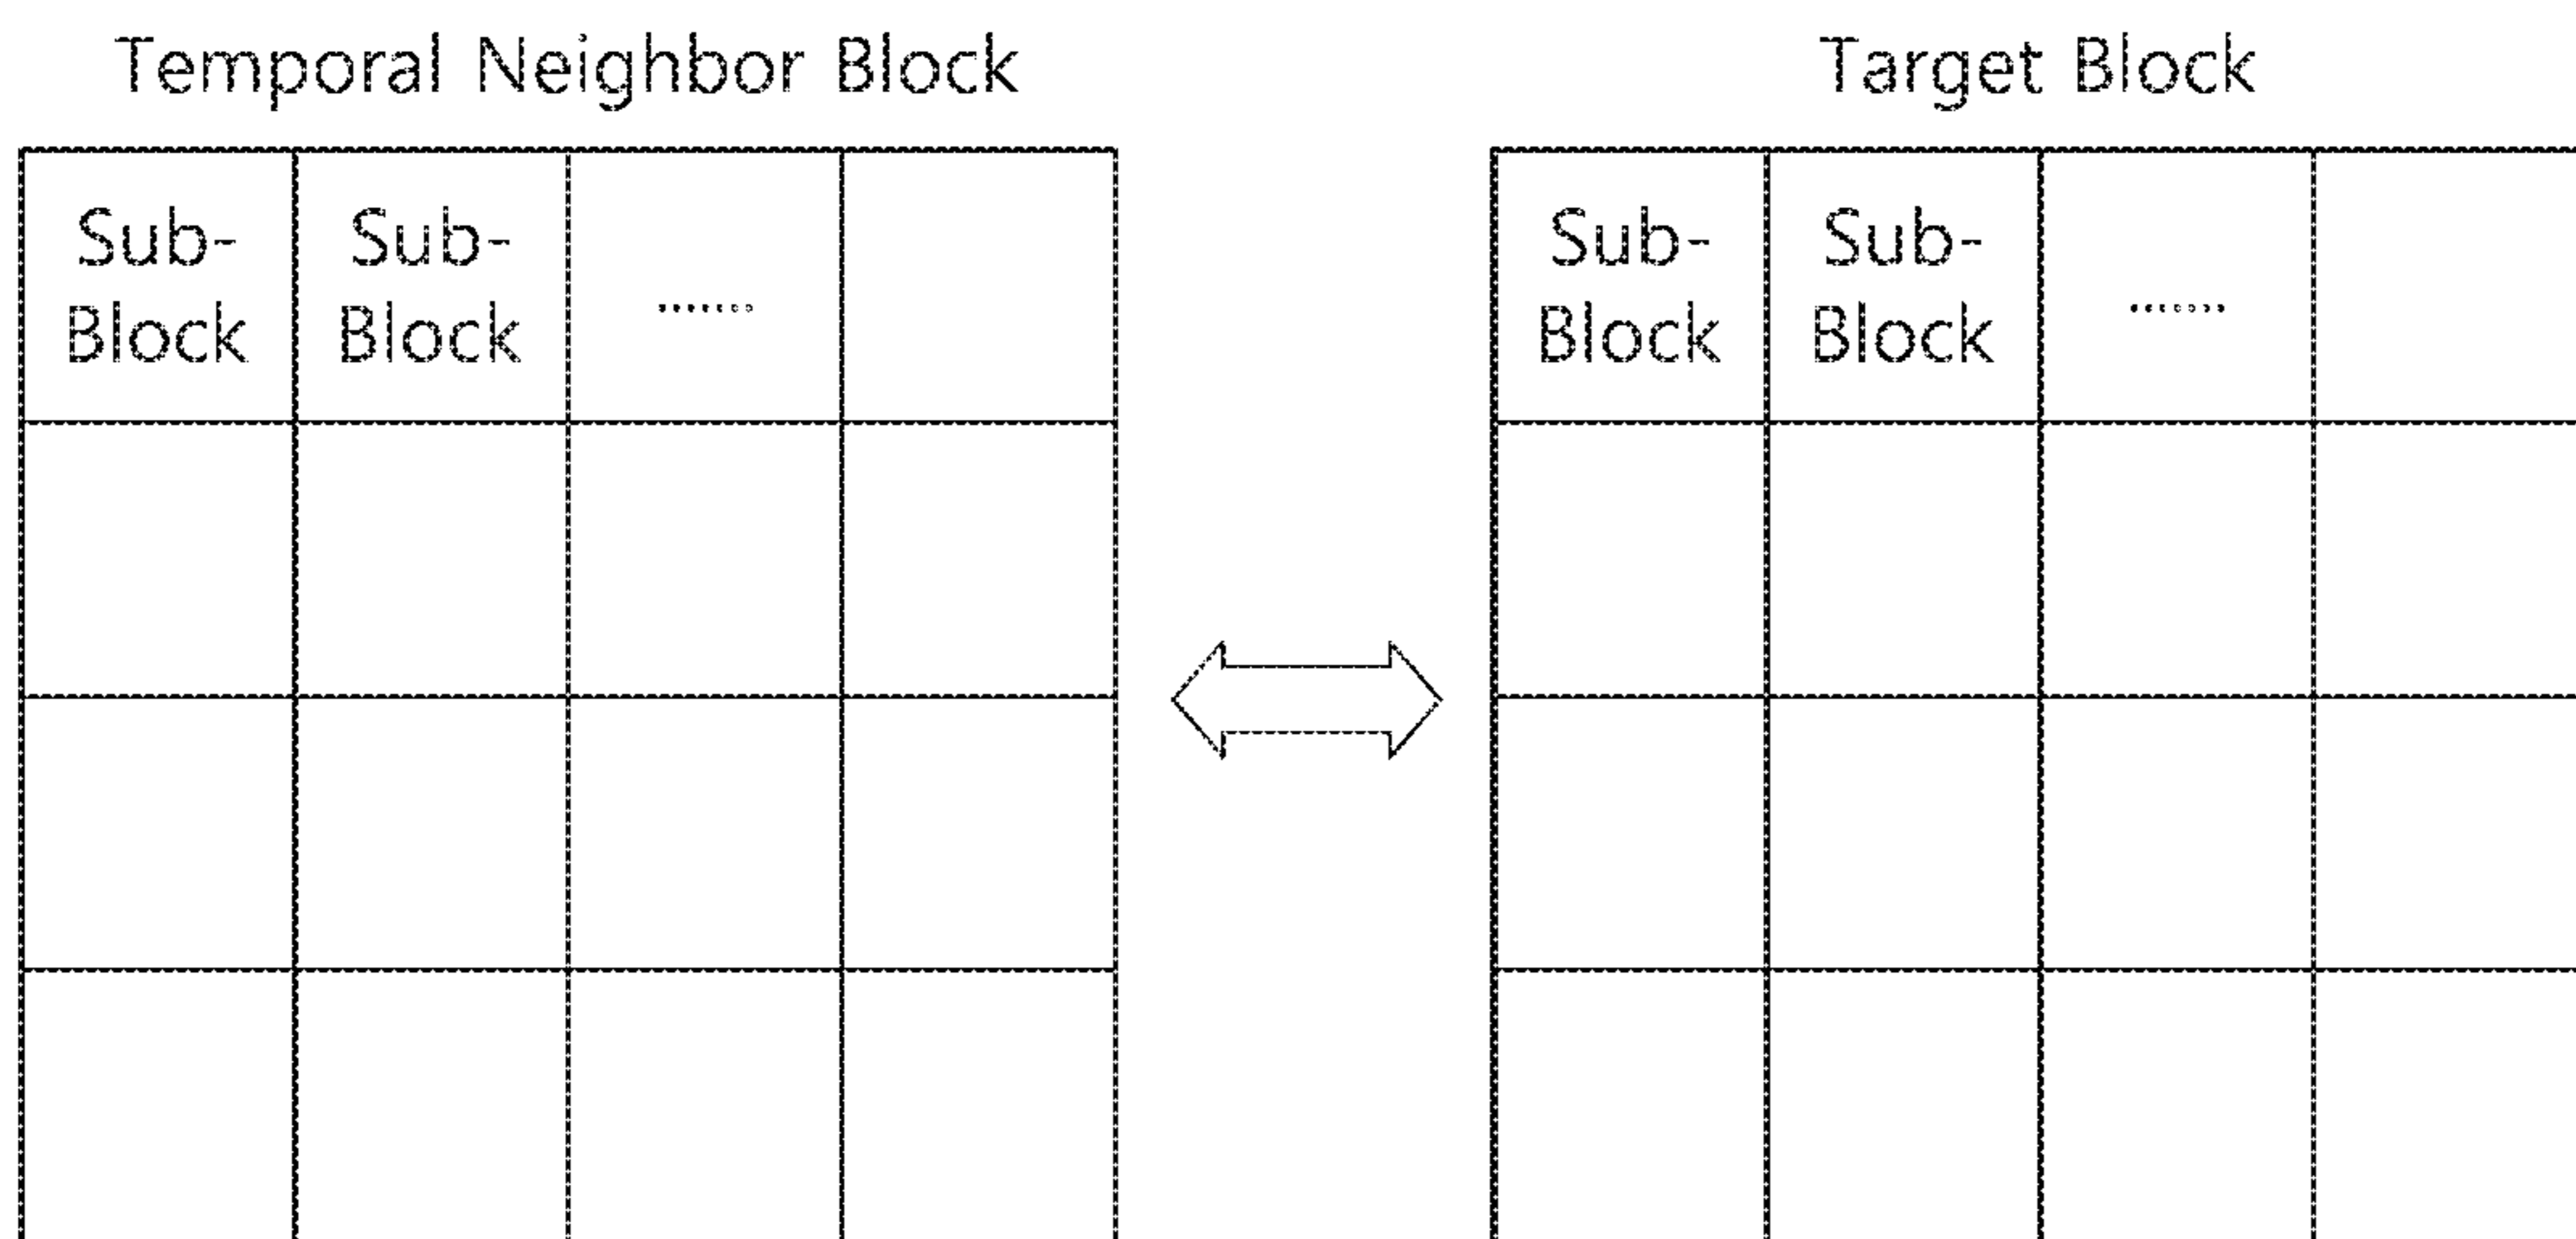 Temporal Neighbor Block
Target Block
Sub-
Block
Sub-
Block
.......
Sub-
Block
Sub-
Block
.......